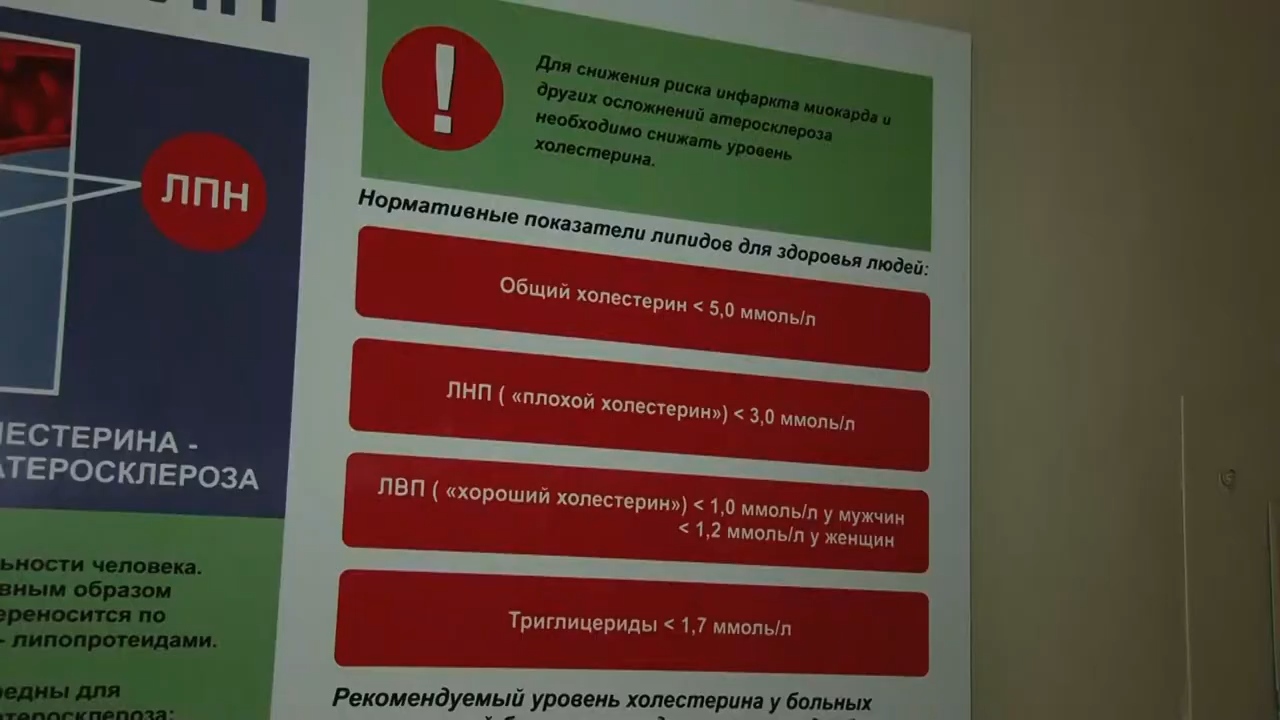 ЛПН
ЛЕСТЕРИНА -
АТЕРОСКЛЕРОЗА
ьности человека.
вным образом
ереносится по
- липопротеидами.
редны для
теросклероза:
Для снижения риска инфаркта миокарда и
других осложнений атеросклероза
необходимо снижать уровень
холестерина.
Нормативные показатели липидов для здоровья людей:
Общий холестерин < 5,0 ммоль/л
ЛНП ( «плохой холестерин») < 3,0 ммоль/л
ЛВП ( «хороший холестерин») < 1,0 ммоль/л у мужчин
< 1,2 ммоль/л у женщин
Триглицериды < 1,7 ммоль/л
Рекомендуемый уровень холестерина у больных